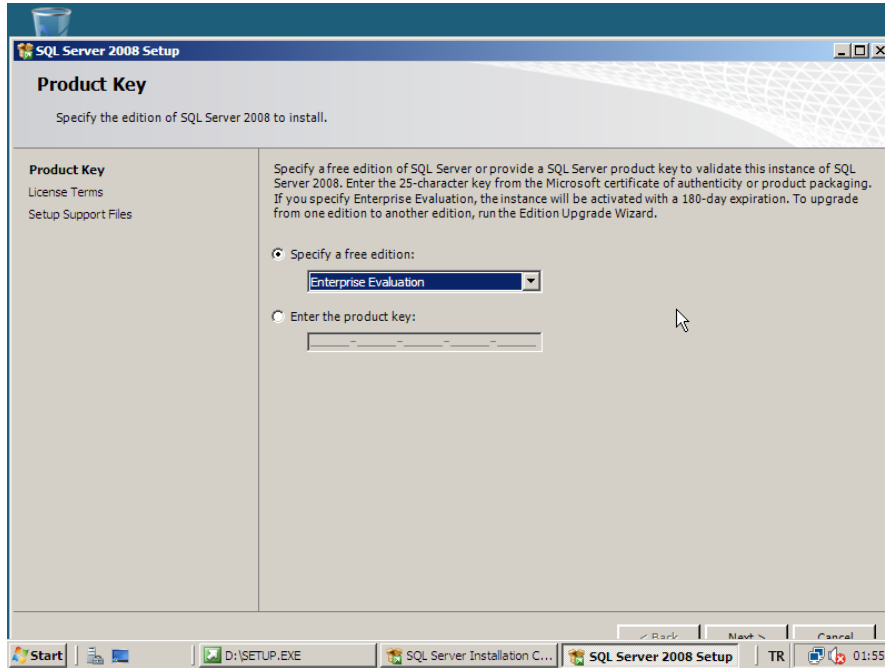 SQL Server 2008 Setup
Product Key
Specify the edition of SQL Server 2008 to install.
Product Key
License Terms
Setup Support Files
Specify a free edition of SQL Server or provide a SQL Server product key to validate this instance of SQL
Server 2008. Enter the 25-character key from the Microsoft certificate of authenticity or product packaging.
If you specify Enterprise Evaluation, the instance will be activated with a 180-day expiration. To upgrade
from one edition to another edition, run the Edition Upgrade Wizard.
Specify a free edition:
Enterprise Evaluation
Enter the product key:
_____-_____-_____-_____-_____
< Back Next > Cancel
Start D:\SETUP.EXE SQL Server Installation C... SQL Server 2008 Setup TR 01:55